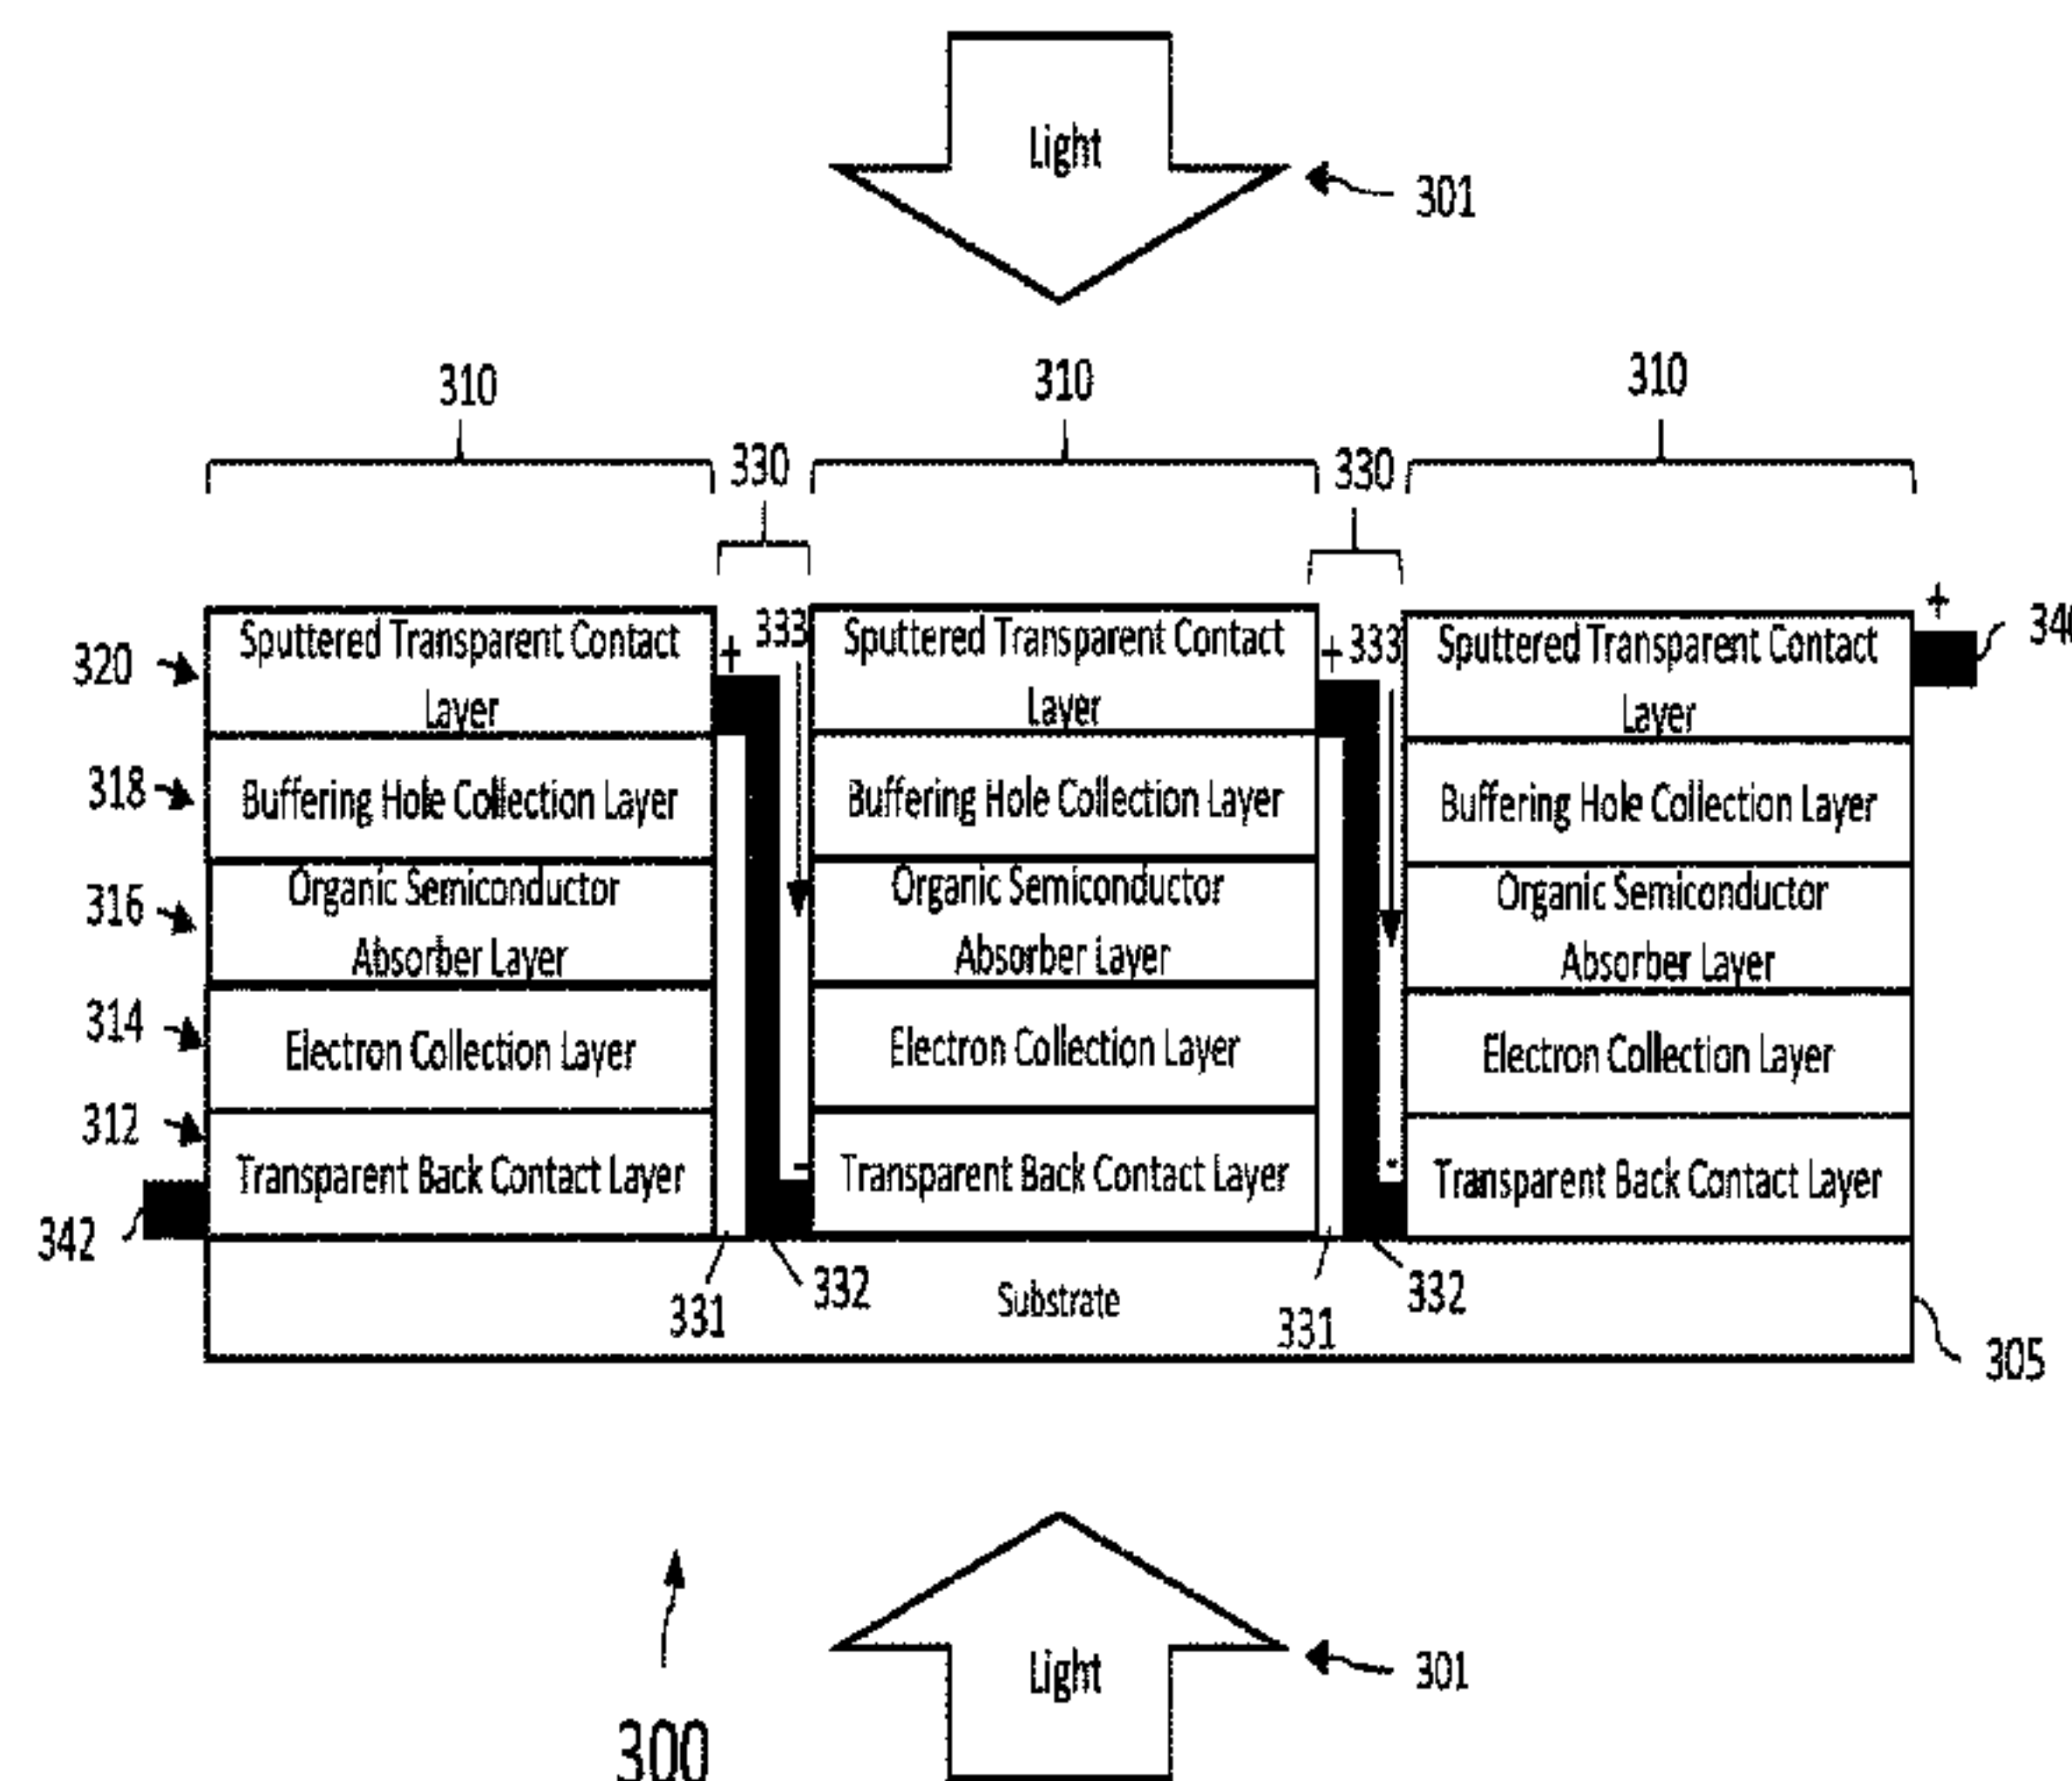 Light
301
310
310
310
330
330
320
Sputtered Transparent Contact
Layer
+
333
Sputtered Transparent Contact
Layer
+
333
Sputtered Transparent Contact
Layer
+
318
Buffering Hole Collection Layer
Buffering Hole Collection Layer
Buffering Hole Collection Layer
316
Organic Semiconductor
Absorber Layer
Organic Semiconductor
Absorber Layer
Organic Semiconductor
Absorber Layer
314
Electron Collection Layer
Electron Collection Layer
Electron Collection Layer
312
Transparent Back Contact Layer
-
Transparent Back Contact Layer
-
Transparent Back Contact Layer
342
331
332
Substrate
331
332
305
300
Light
301